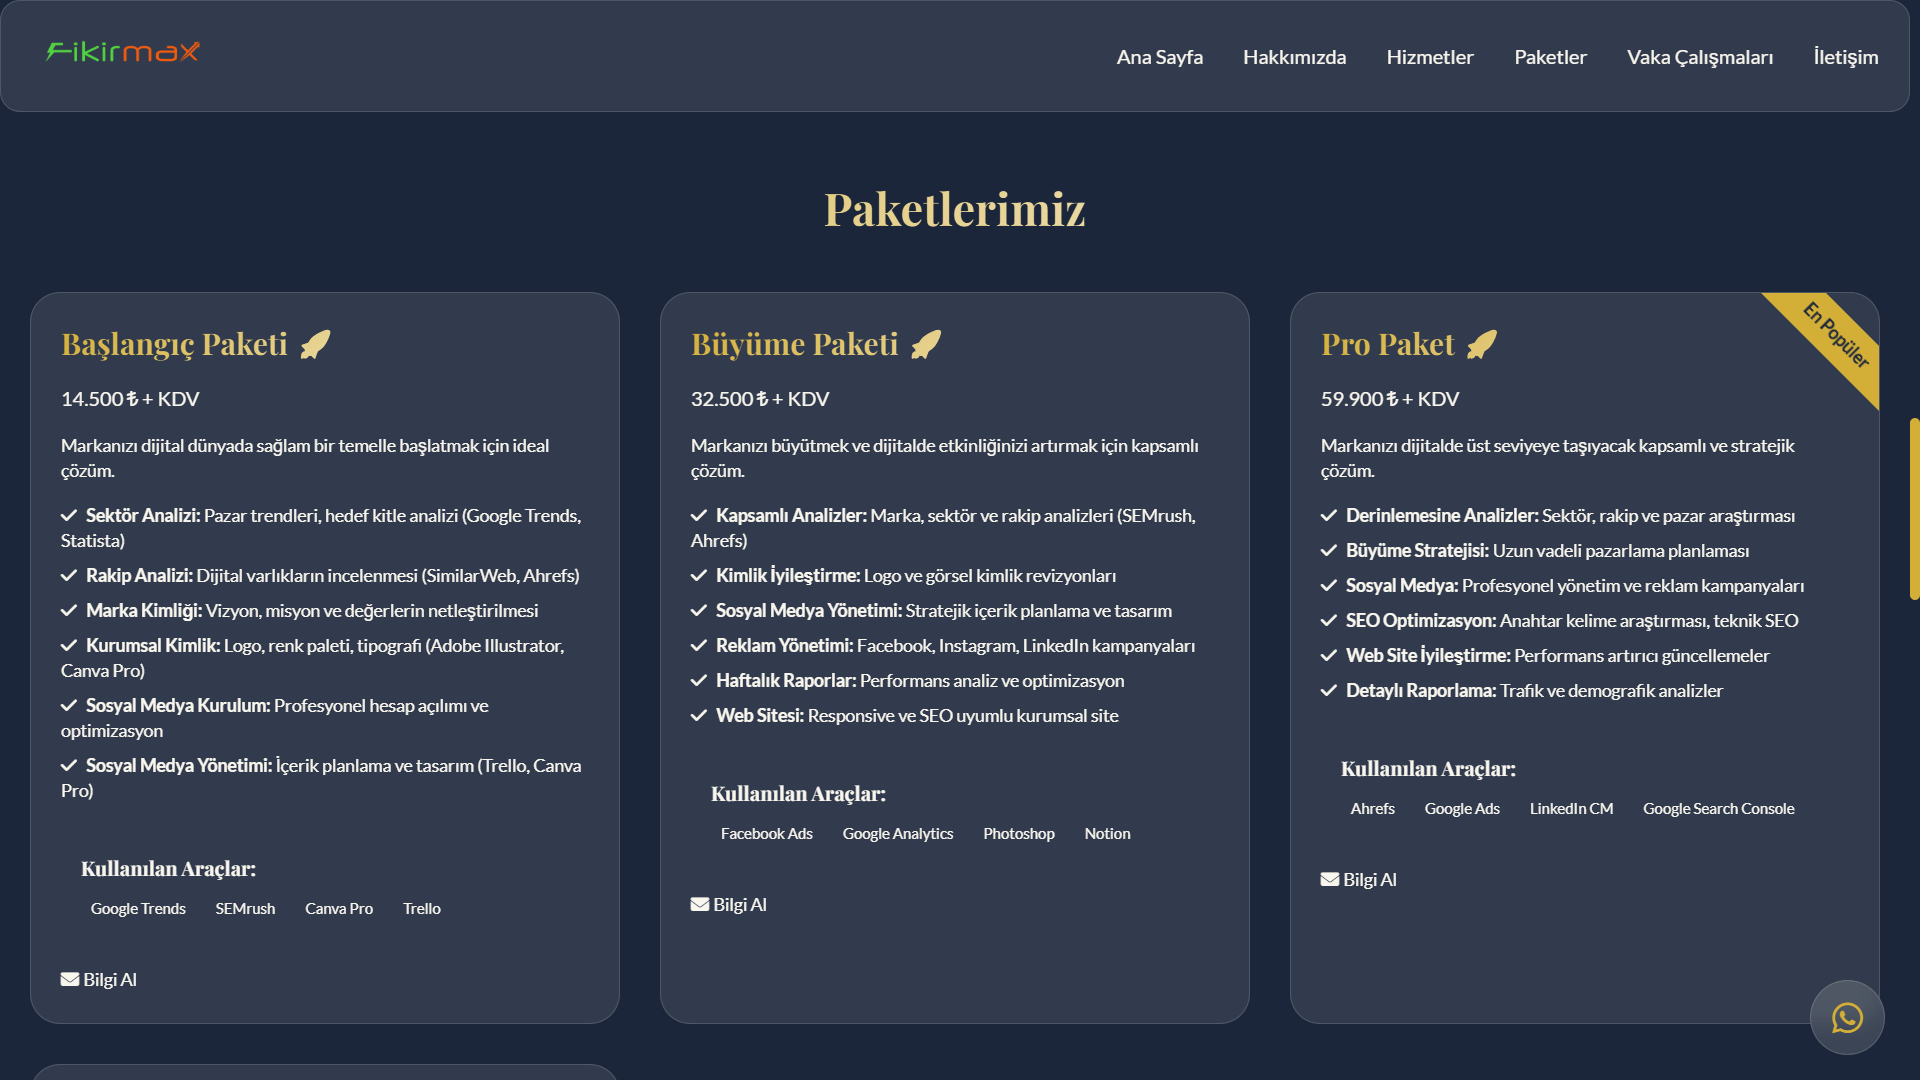 Fikirmax
Ana Sayfa
Hakkımızda
Hizmetler
Paketler
Vaka Çalışmaları
İletişim
Paketlerimiz
Başlangıç Paketi
14.500 ₺ + KDV
Markanızı dijital dünyada sağlam bir temelle başlatmak için ideal
çözüm.
Sektör Analizi: Pazar trendleri, hedef kitle analizi (Google Trends,
Statista)
Rakip Analizi: Dijital varlıkların incelenmesi (SimilarWeb, Ahrefs)
Marka Kimliği: Vizyon, misyon ve değerlerin netleştirilmesi
Kurumsal Kimlik: Logo, renk paleti, tipografi (Adobe Illustrator,
Canva Pro)
Sosyal Medya Kurulum: Profesyonel hesap açılımı ve
optimizasyon
Sosyal Medya Yönetimi: İçerik planlama ve tasarım (Trello, Canva
Pro)
Kullanılan Araçlar:
Google Trends
SEMrush
Canva Pro
Trello
Bilgi Al
Büyüme Paketi
32.500 ₺ + KDV
Markanızı büyütmek ve dijitalde etkinliğinizi artırmak için kapsamlı
çözüm.
Kapsamlı Analizler: Marka, sektör ve rakip analizleri (SEMrush,
Ahrefs)
Kimlik İyileştirme: Logo ve görsel kimlik revizyonları
Sosyal Medya Yönetimi: Stratejik içerik planlama ve tasarım
Reklam Yönetimi: Facebook, Instagram, LinkedIn kampanyaları
Haftalık Raporlar: Performans analiz ve optimizasyon
Web Sitesi: Responsive ve SEO uyumlu kurumsal site
Kullanılan Araçlar:
Facebook Ads
Google Analytics
Photoshop
Notion
Bilgi Al
Pro Paket
En Popüler
59.900 ₺ + KDV
Markanızı dijitalde üst seviyeye taşıyacak kapsamlı ve stratejik
çözüm.
Derinlemesine Analizler: Sektör, rakip ve pazar araştırması
Büyüme Stratejisi: Uzun vadeli pazarlama planlaması
Sosyal Medya: Profesyonel yönetim ve reklam kampanyaları
SEO Optimizasyon: Anahtar kelime araştırması, teknik SEO
Web Site İyileştirme: Performans artırıcı güncellemeler
Detaylı Raporlama: Trafik ve demografik analizler
Kullanılan Araçlar:
Ahrefs
Google Ads
LinkedIn CM
Google Search Console
Bilgi Al